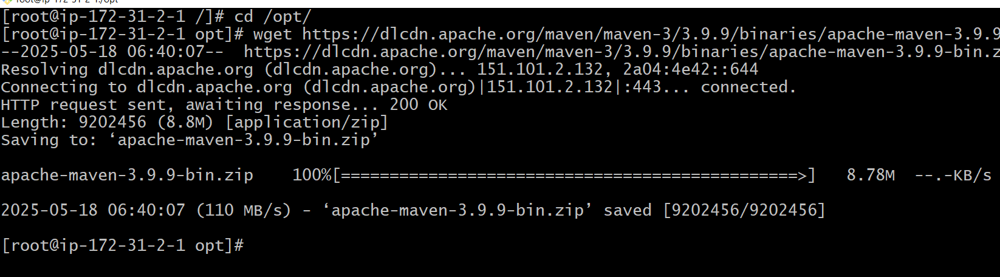 [root@ip-172-31-2-1 /]# cd /opt/
[root@ip-172-31-2-1 opt]# wget https://dlcdn.apache.org/maven/maven-3/3.9.9/binaries/apache-maven-3.9.9
--2025-05-18 06:40:07--  https://dlcdn.apache.org/maven/maven-3/3.9.9/binaries/apache-maven-3.9.9-bin.z
Resolving dlcdn.apache.org (dlcdn.apache.org)... 151.101.2.132, 2a04:4e42::644
Connecting to dlcdn.apache.org (dlcdn.apache.org)|151.101.2.132|:443... connected.
HTTP request sent, awaiting response... 200 OK
Length: 9202456 (8.8M) [application/zip]
Saving to: ‘apache-maven-3.9.9-bin.zip’
apache-maven-3.9.9-bin.zip    100%[===============================================>]   8.78M  --.-KB/s
2025-05-18 06:40:07 (110 MB/s) - ‘apache-maven-3.9.9-bin.zip’ saved [9202456/9202456]
[root@ip-172-31-2-1 opt]#